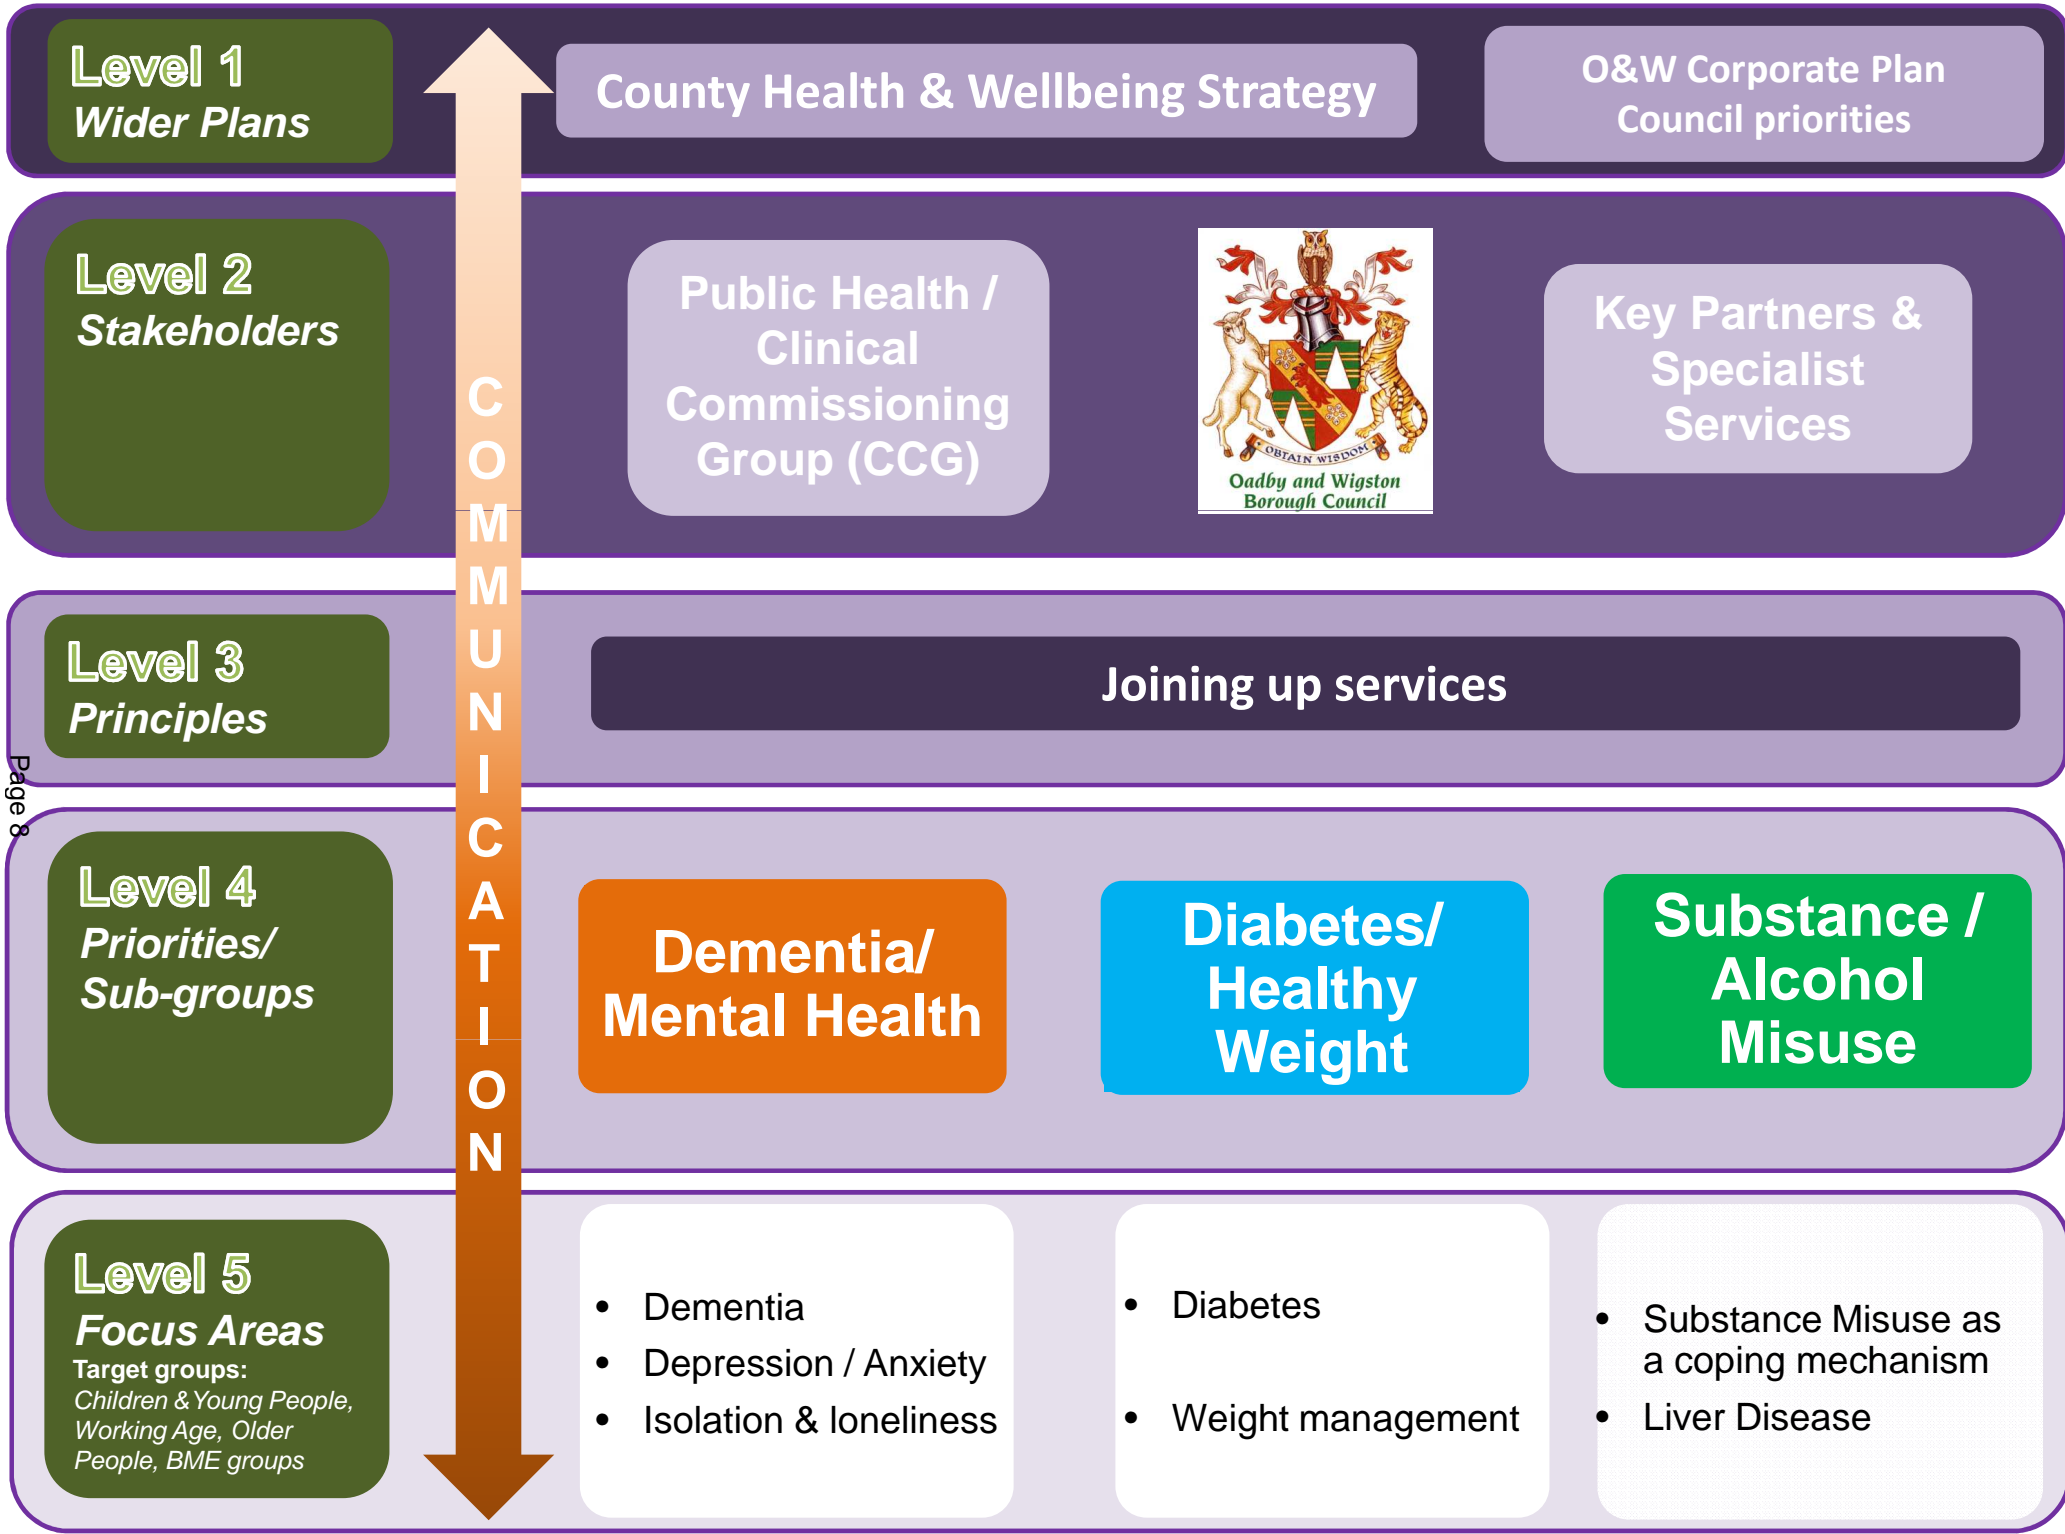 Level 1
Wider Plans
County Health & Wellbeing Strategy
O&W Corporate Plan
Council priorities
Level 2
Stakeholders
Public Health /
Clinical
Commissioning
Group (CCG)
OBTAIN WISDOM
Oadby and Wigston
Borough Council
Key Partners &
Specialist
Services
COMMUNICATION
Level 3
Principles
Joining up services
Page 8
Level 4
Priorities/
Sub-groups
Dementia/
Mental Health
Diabetes/
Healthy
Weight
Substance /
Alcohol
Misuse
Level 5
Focus Areas
Target groups:
Children & Young People,
Working Age, Older
People, BME groups
• Dementia
• Depression / Anxiety
• Isolation & loneliness
• Diabetes
• Weight management
• Substance Misuse as
a coping mechanism
• Liver Disease